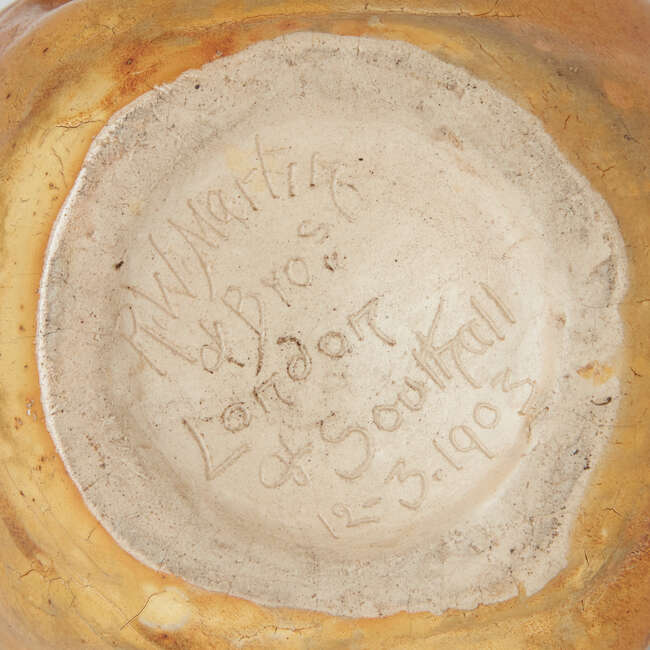 R.W. Martin
& Bros.
London
& Southall
12-3.1903